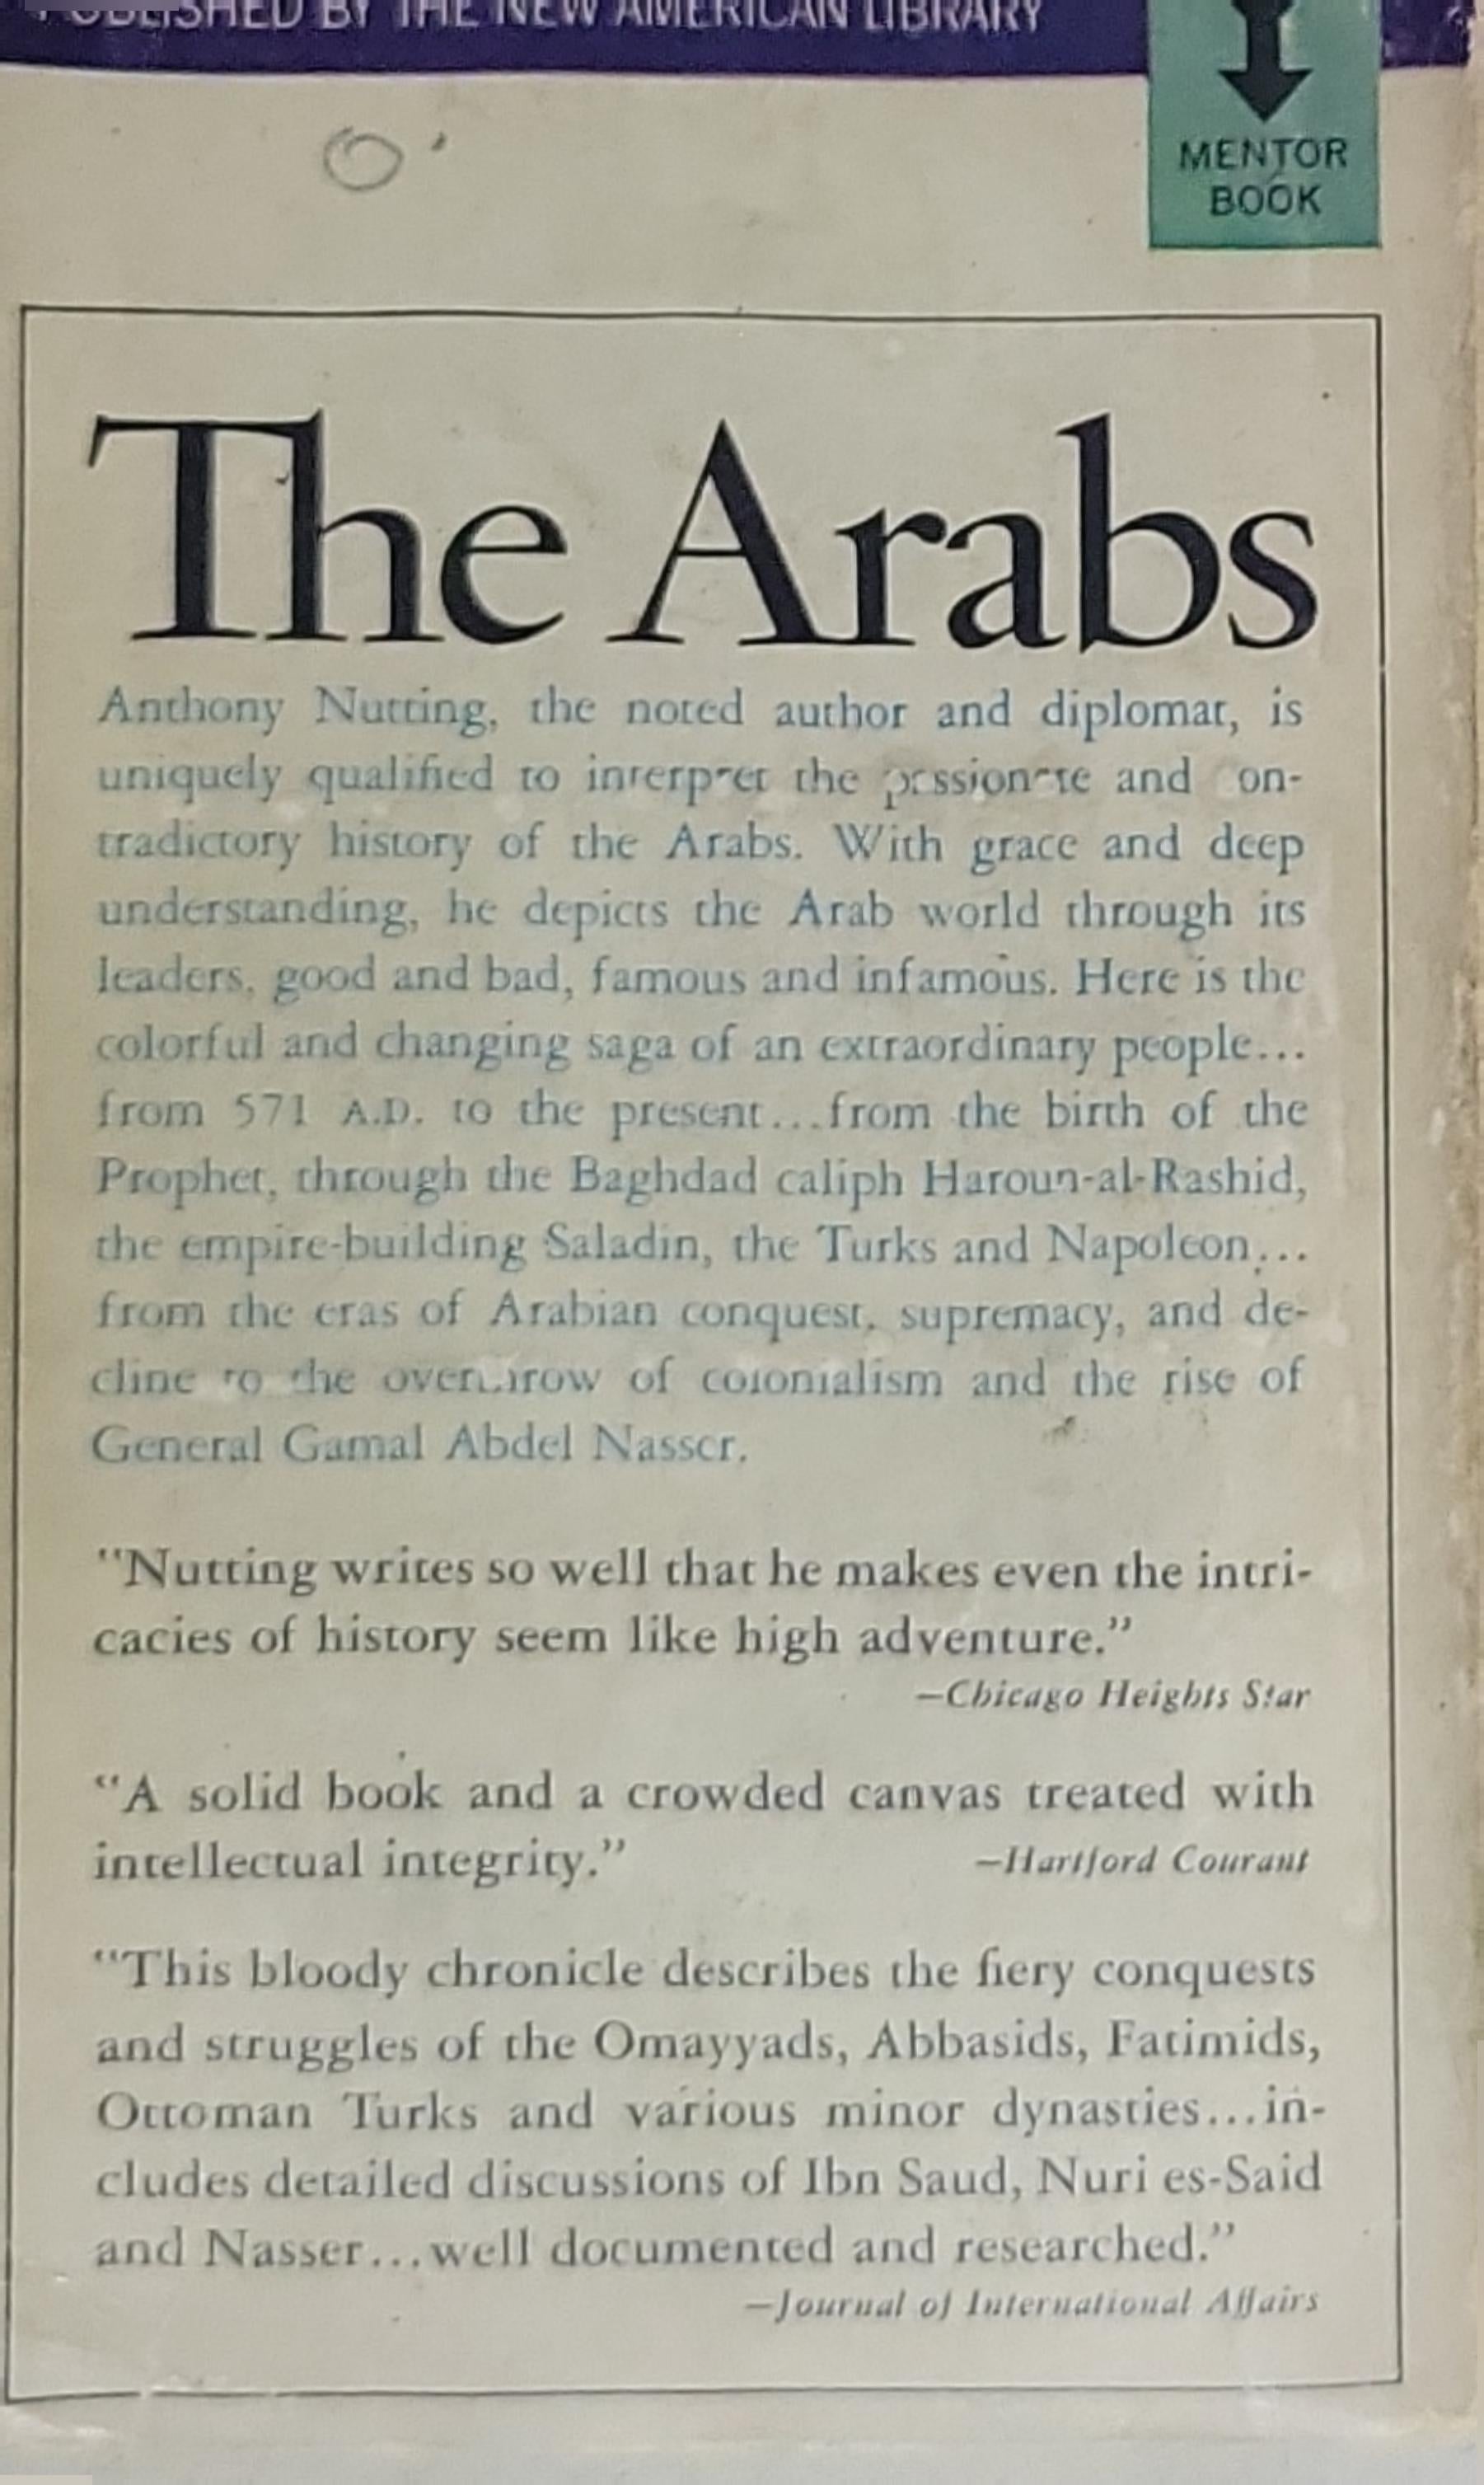 PUBLISHED BY THE NEW AMERICAN LIBRARY
MENTOR
BOOK
The Arabs
Anthony Nutting, the noted author and diplomat, is
uniquely qualified to interpret the passionate and on-
tradictory history of the Arabs. With grace and deep
understanding, he depicts the Arab world through its
leaders, good and bad, famous and infamous. Here is the
colorful and changing saga of an extraordinary people...
from 571 A.D. to the present...from the birth of the
Prophet, through the Baghdad caliph Haroun-al-Rashid,
the empire-building Saladin, the Turks and Napoleon...
from the eras of Arabian conquest, supremacy, and de-
cline to the overthrow of colonialism and the rise of
General Gamal Abdel Nasser.
"Nutting writes so well that he makes even the intri-
cacies of history seem like high adventure."
—Chicago Heights Star
"A solid book and a crowded canvas treated with
intellectual integrity." —Hartford Courant
"This bloody chronicle describes the fiery conquests
and struggles of the Omayyads, Abbasids, Fatimids,
Ottoman Turks and various minor dynasties...in-
cludes detailed discussions of Ibn Saud, Nuri es-Said
and Nasser...well documented and researched."
—Journal of International Affairs